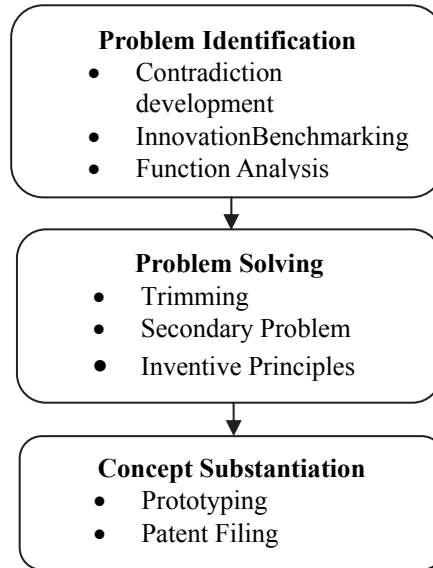 Problem Identification
• Contradiction
development
• InnovationBenchmarking
• Function Analysis
Problem Solving
• Trimming
• Secondary Problem
• Inventive Principles
Concept Substantiation
• Prototyping
• Patent Filing